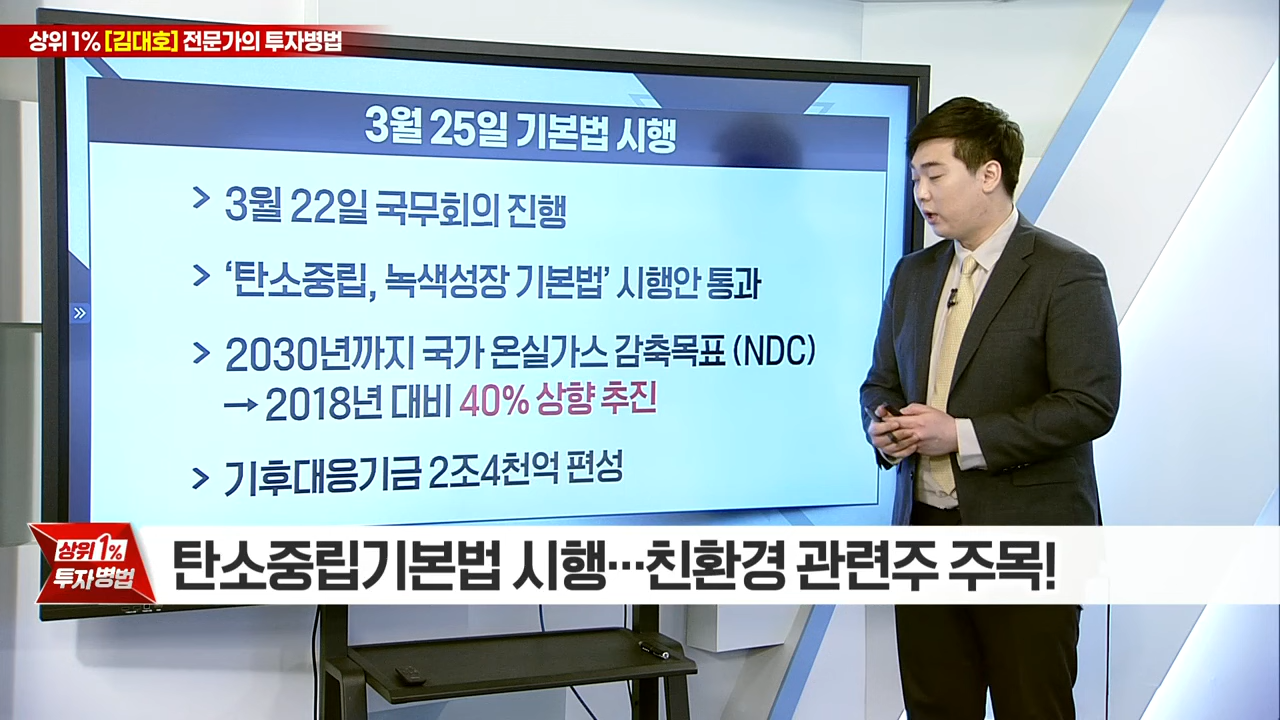 상위 1% [김대호] 전문가의 투자병법
3월 25일 기본법 시행
> 3월 22일 국무회의 진행
> ‘탄소중립, 녹색성장 기본법’ 시행안 통과
> 2030년까지 국가 온실가스 감축목표 (NDC)
→ 2018년 대비 40% 상향 추진
> 기후대응기금 2조4천억 편성
»
상위 1%
투자병법
탄소중립기본법 시행…친환경 관련주 주목!